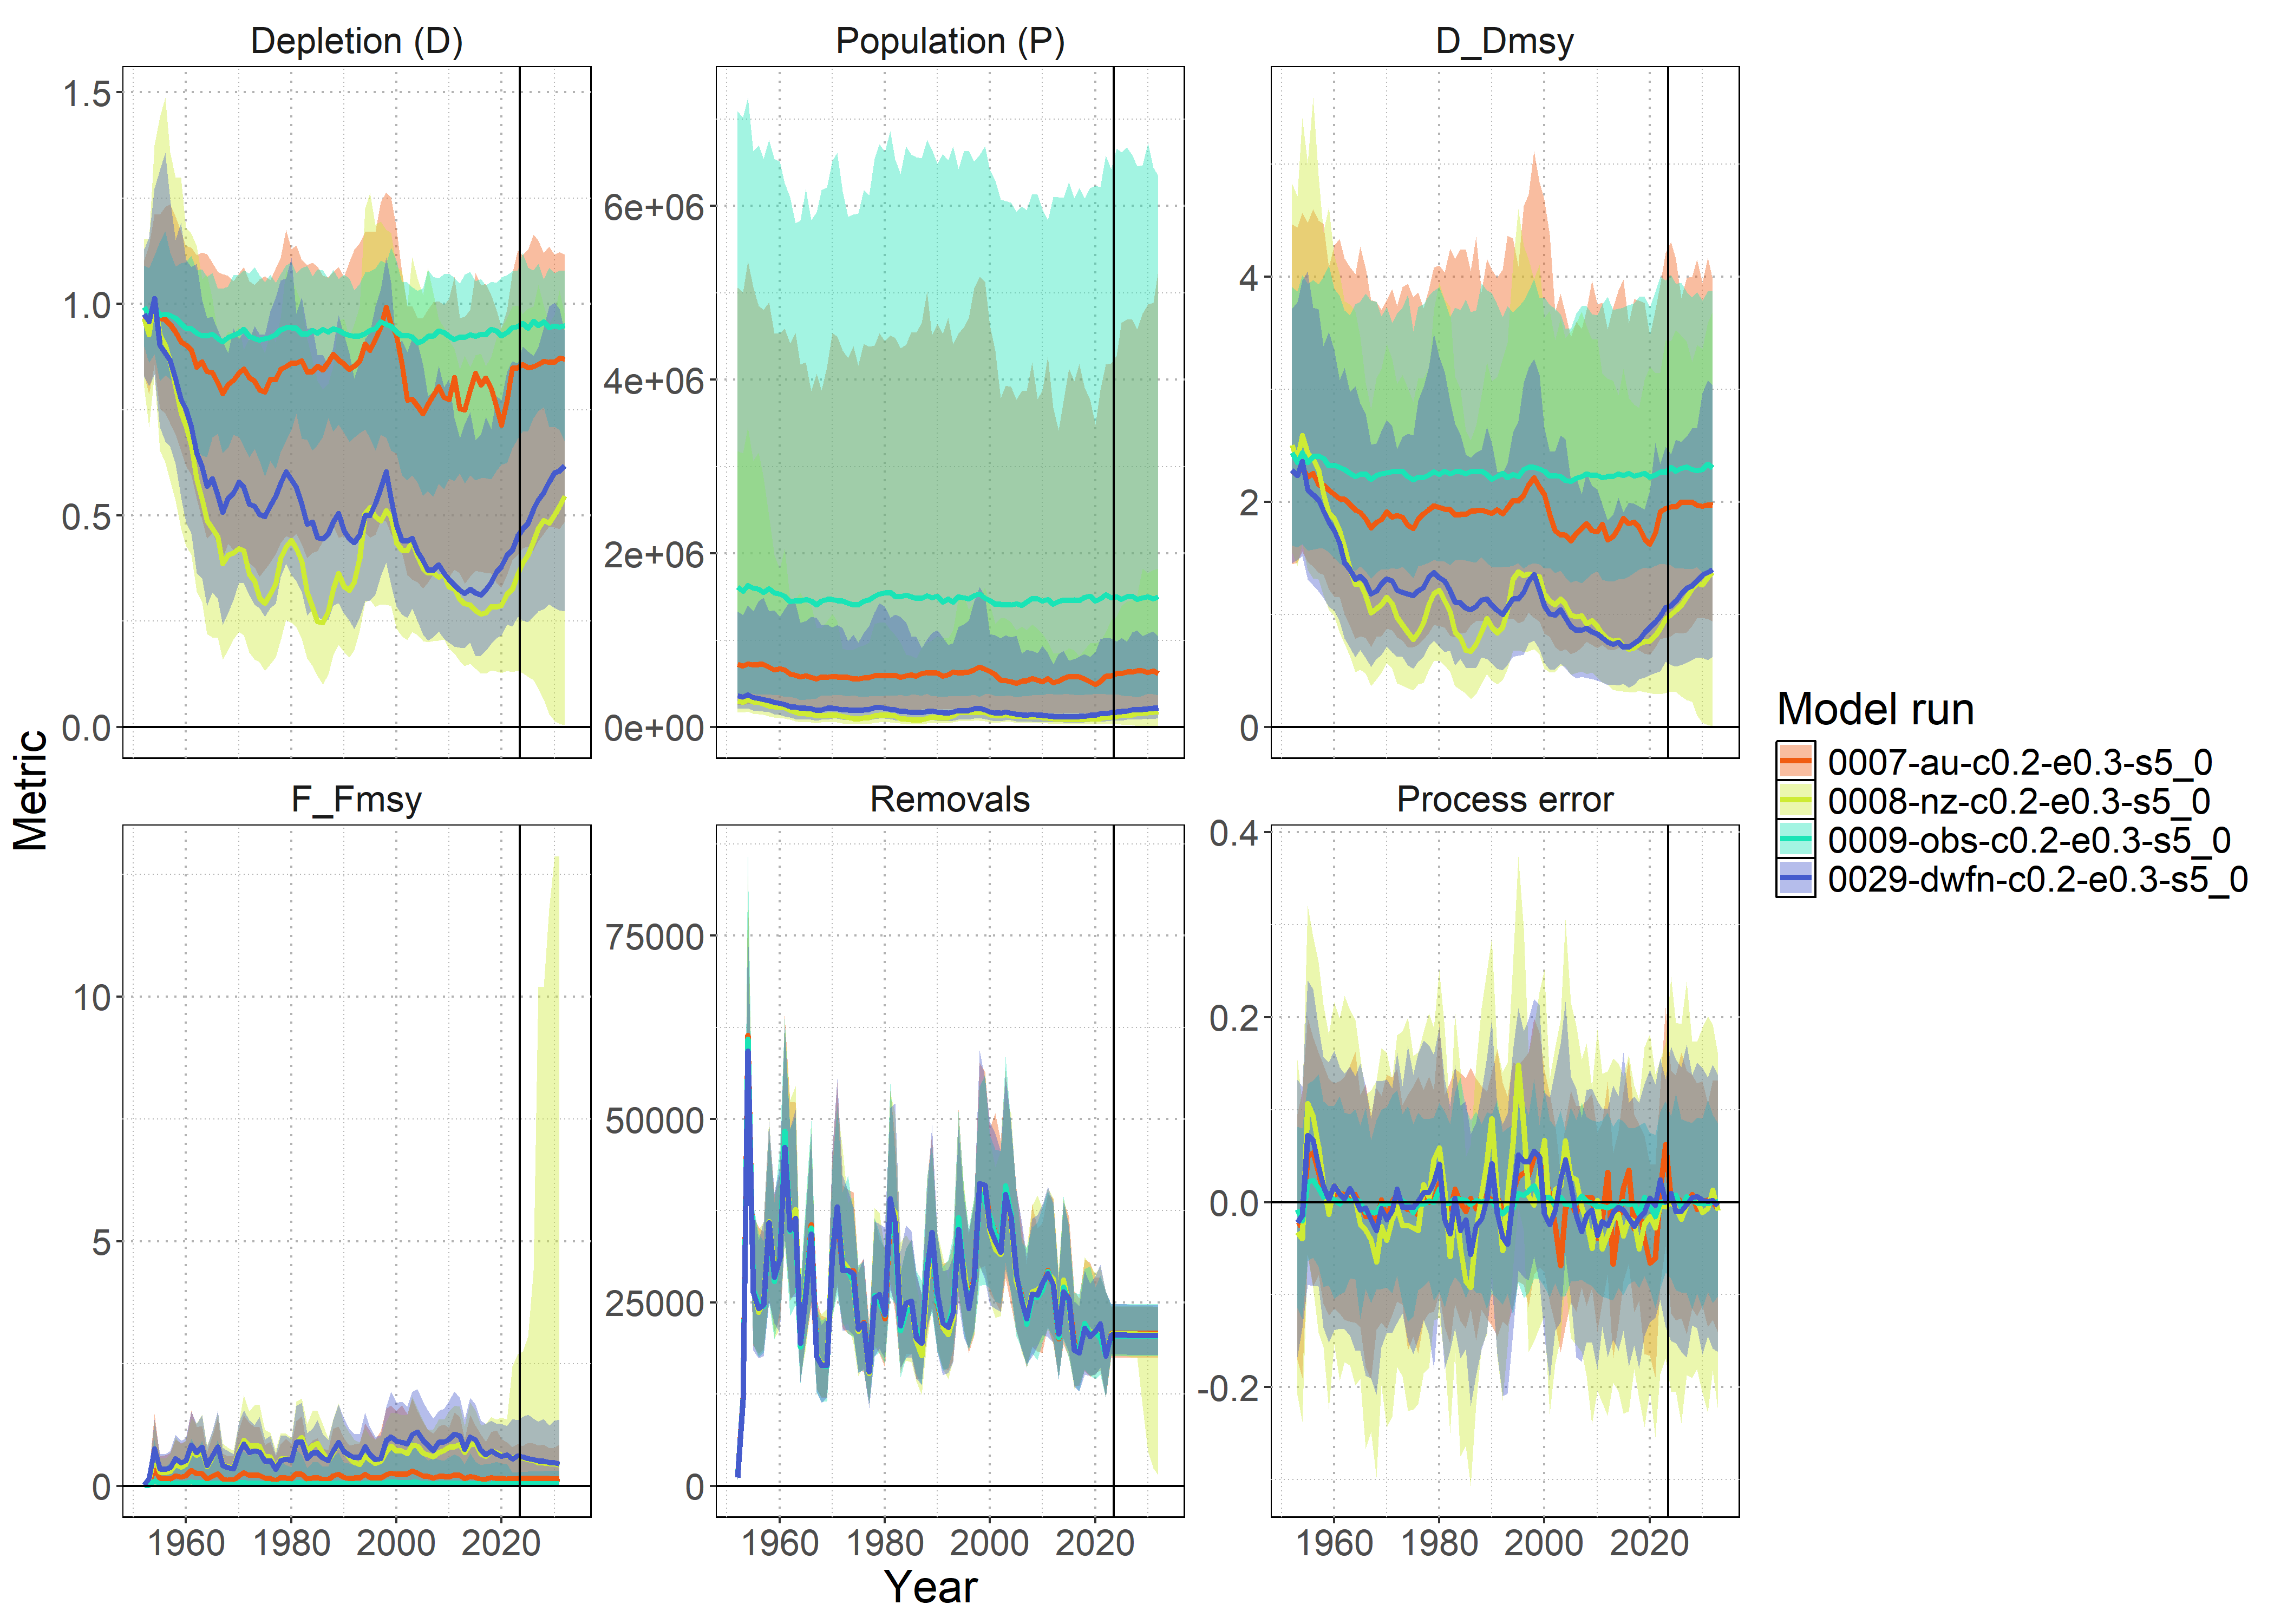 Depletion (D)
Population (P)
D_Dmsy
1.5
1.0
0.5
0.0
6e+06
4e+06
2e+06
0e+00
4
2
0
Metric
F_Fmsy
Removals
Process error
10
5
0
75000
50000
25000
0
0.4
0.2
0.0
-0.2
1960 1980 2000 2020
1960 1980 2000 2020
1960 1980 2000 2020
Year
Model run
0007-au-c0.2-e0.3-s5_0
0008-nz-c0.2-e0.3-s5_0
0009-obs-c0.2-e0.3-s5_0
0029-dwfn-c0.2-e0.3-s5_0